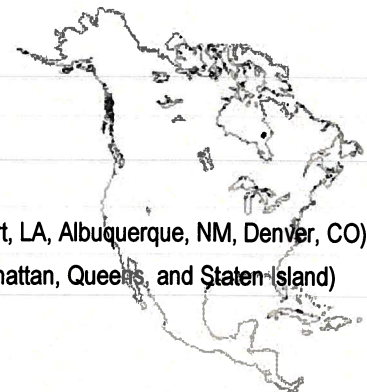 t, LA, Albuquerque, NM, Denver, CO)
hattan, Queens, and Staten Island)